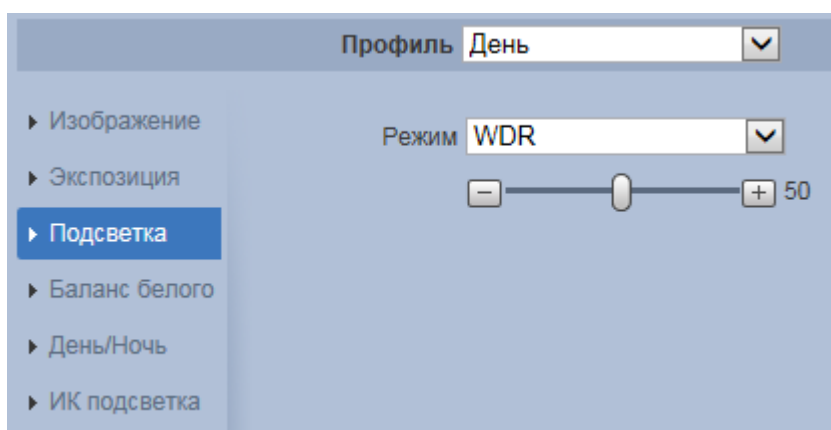 Профиль День
Изображение
Режим WDR
Экспозиция
50
Подсветка
Баланс белого
День/Ночь
ИК подсветка